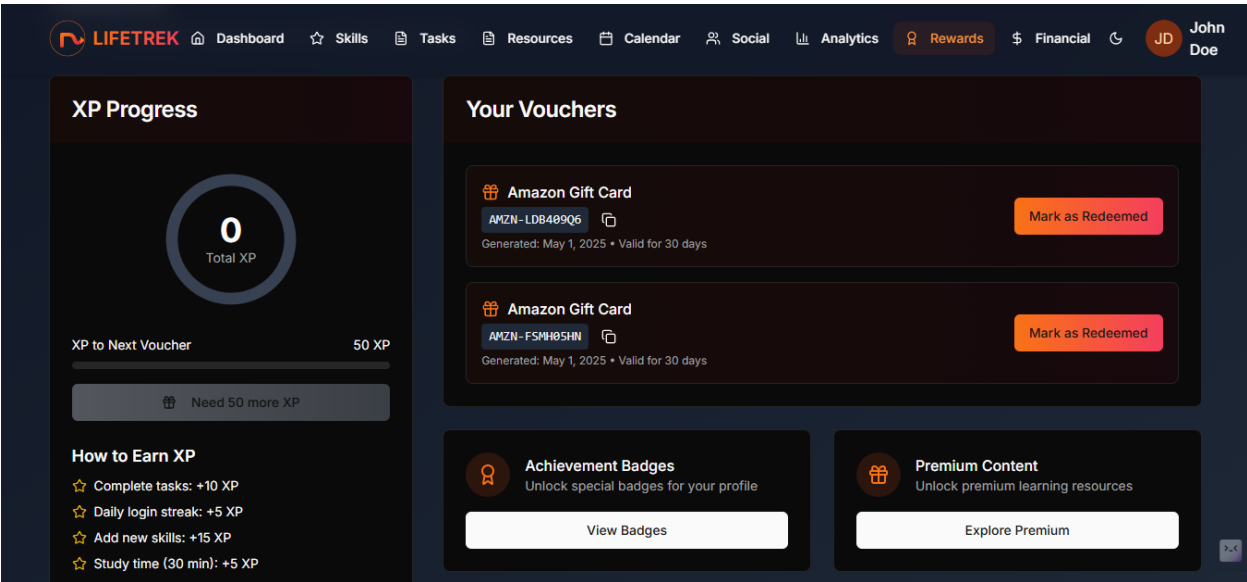 LIFETREK Dashboard Skills Tasks Resources Calendar Social Analytics Rewards $ Financial JD John Doe
XP Progress
0
Total XP
XP to Next Voucher 50 XP
Need 50 more XP
How to Earn XP
Complete tasks: +10 XP
Daily login streak: +5 XP
Add new skills: +15 XP
Study time (30 min): +5 XP
Your Vouchers
Amazon Gift Card
AMZN-LDB409Q6
Generated: May 1, 2025 • Valid for 30 days
Mark as Redeemed
Amazon Gift Card
AMZN-FSMH05HN
Generated: May 1, 2025 • Valid for 30 days
Mark as Redeemed
Achievement Badges
Unlock special badges for your profile
View Badges
Premium Content
Unlock premium learning resources
Explore Premium